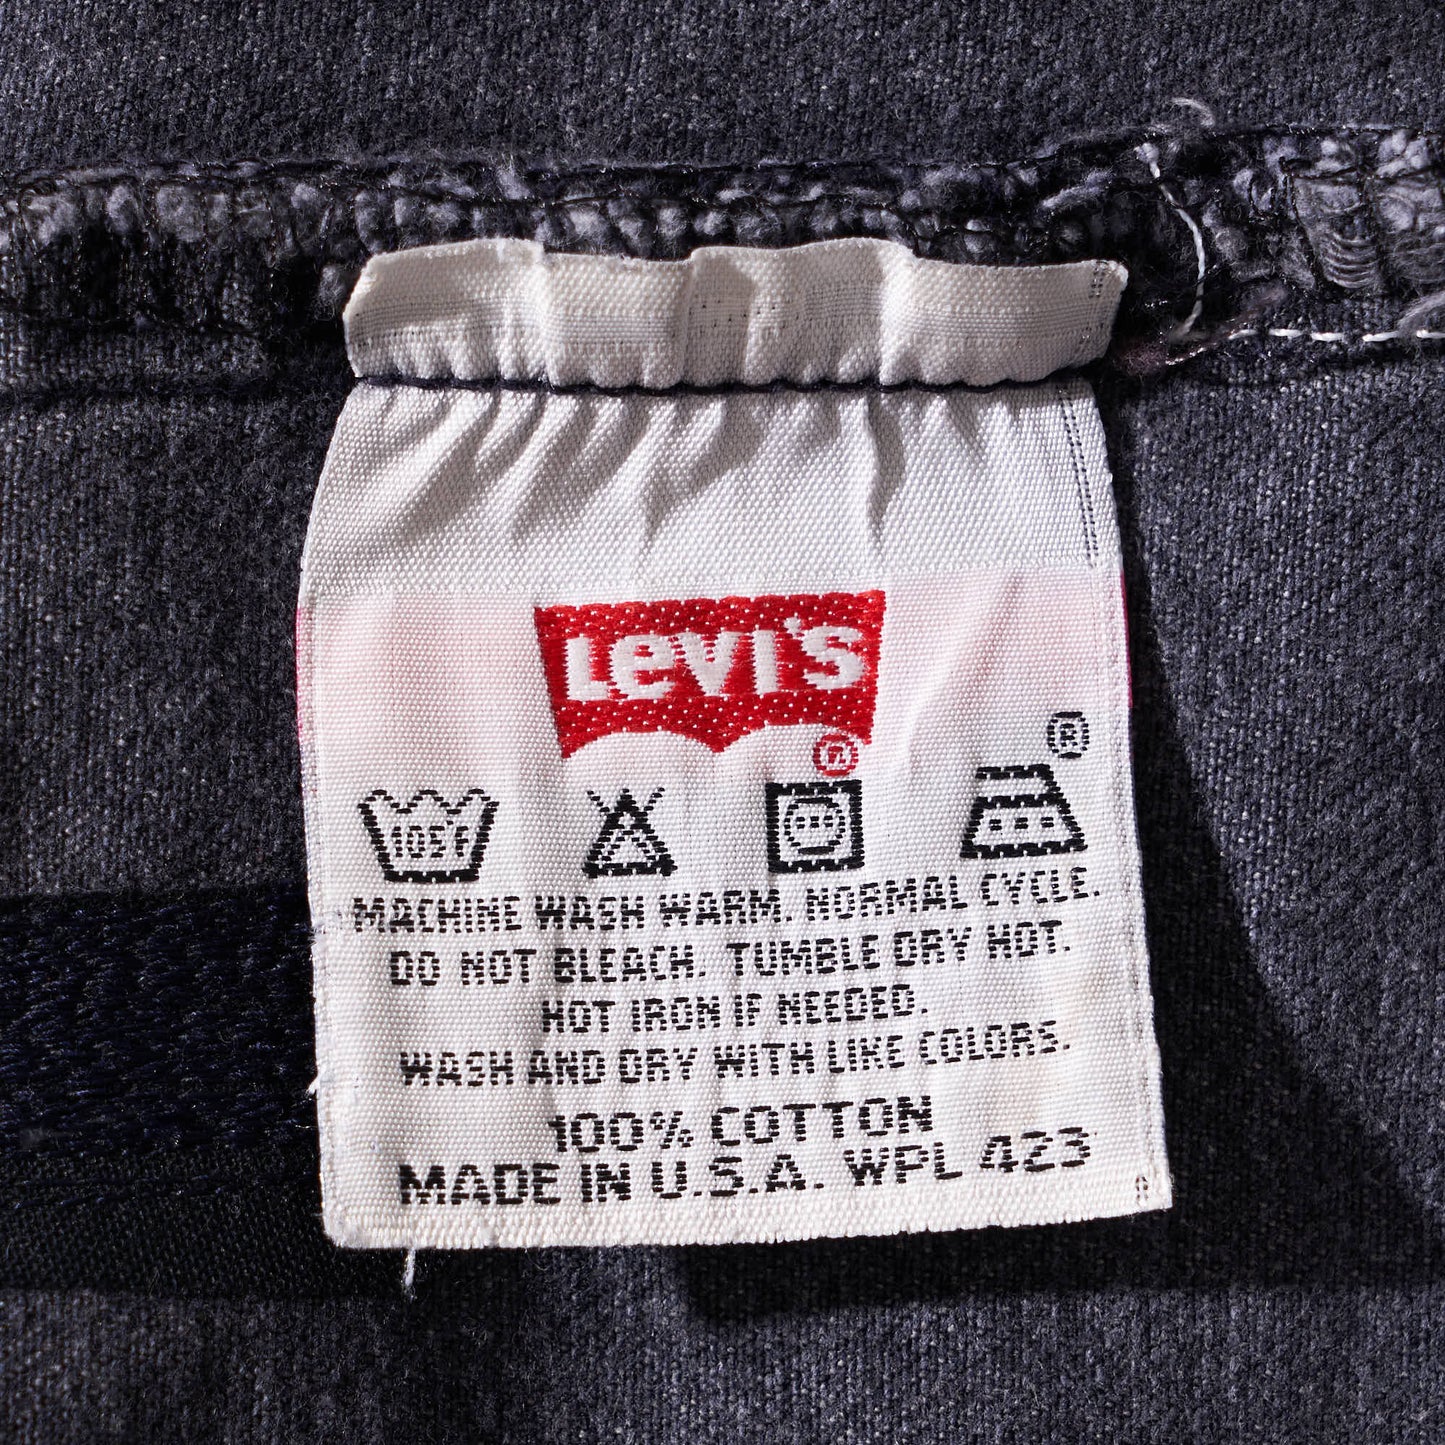 Levi's
®
®
105°F
MACHINE WASH WARM. NORMAL CYCLE.
DO NOT BLEACH. TUMBLE DRY HOT.
HOT IRON IF NEEDED.
WASH AND DRY WITH LIKE COLORS.
100% COTTON
MADE IN U.S.A. WPL 423